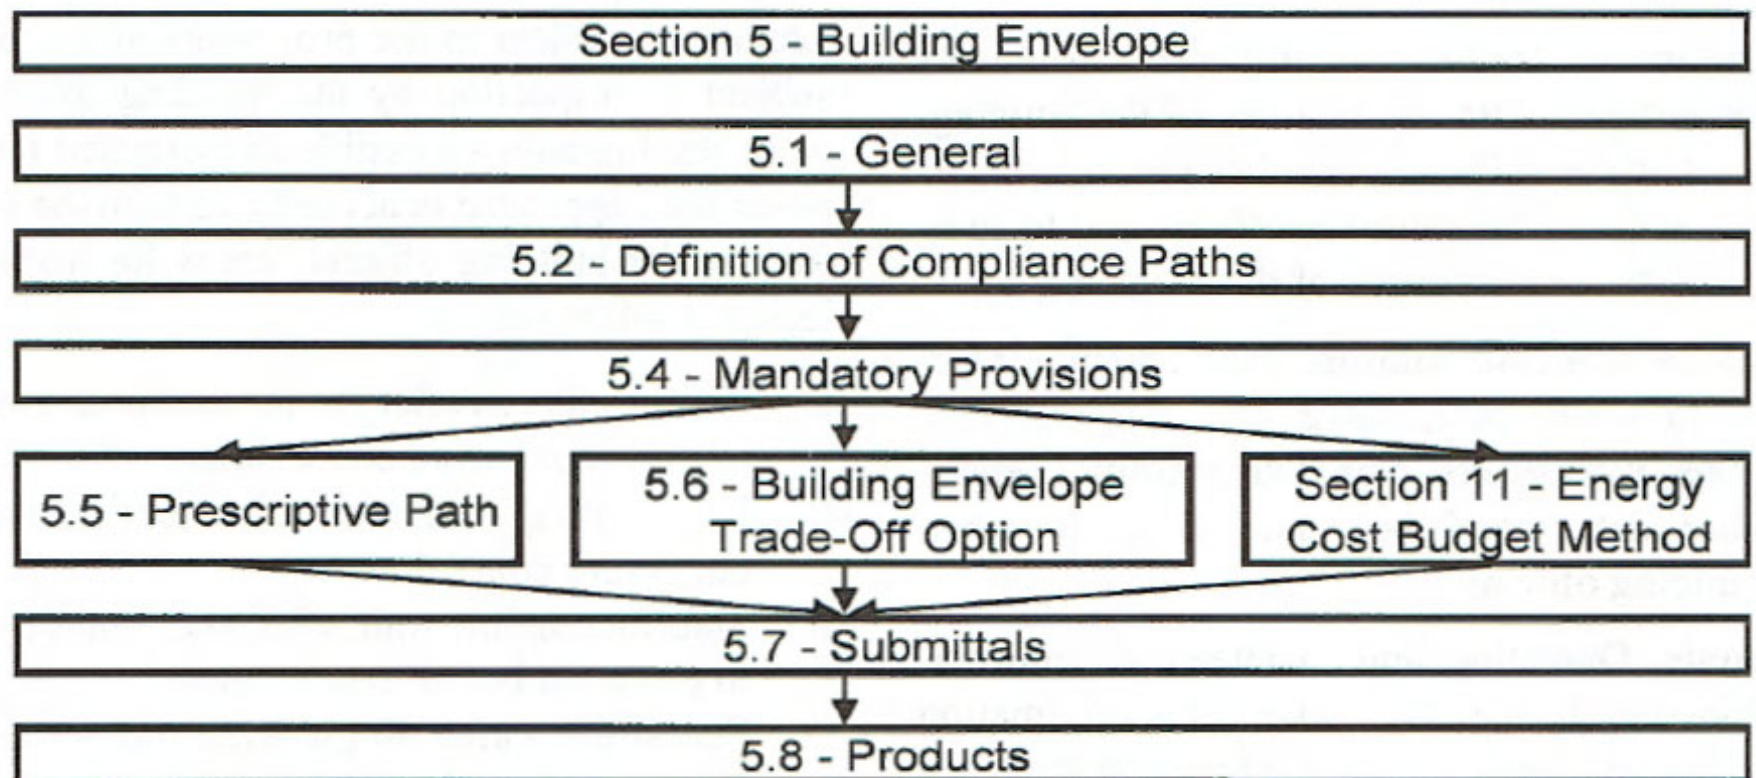 Section 5 - Building Envelope
5.1 - General
5.2 - Definition of Compliance Paths
5.4 - Mandatory Provisions
5.5 - Prescriptive Path
5.6 - Building Envelope
Trade-Off Option
Section 11 - Energy
Cost Budget Method
5.7 - Submittals
5.8 - Products